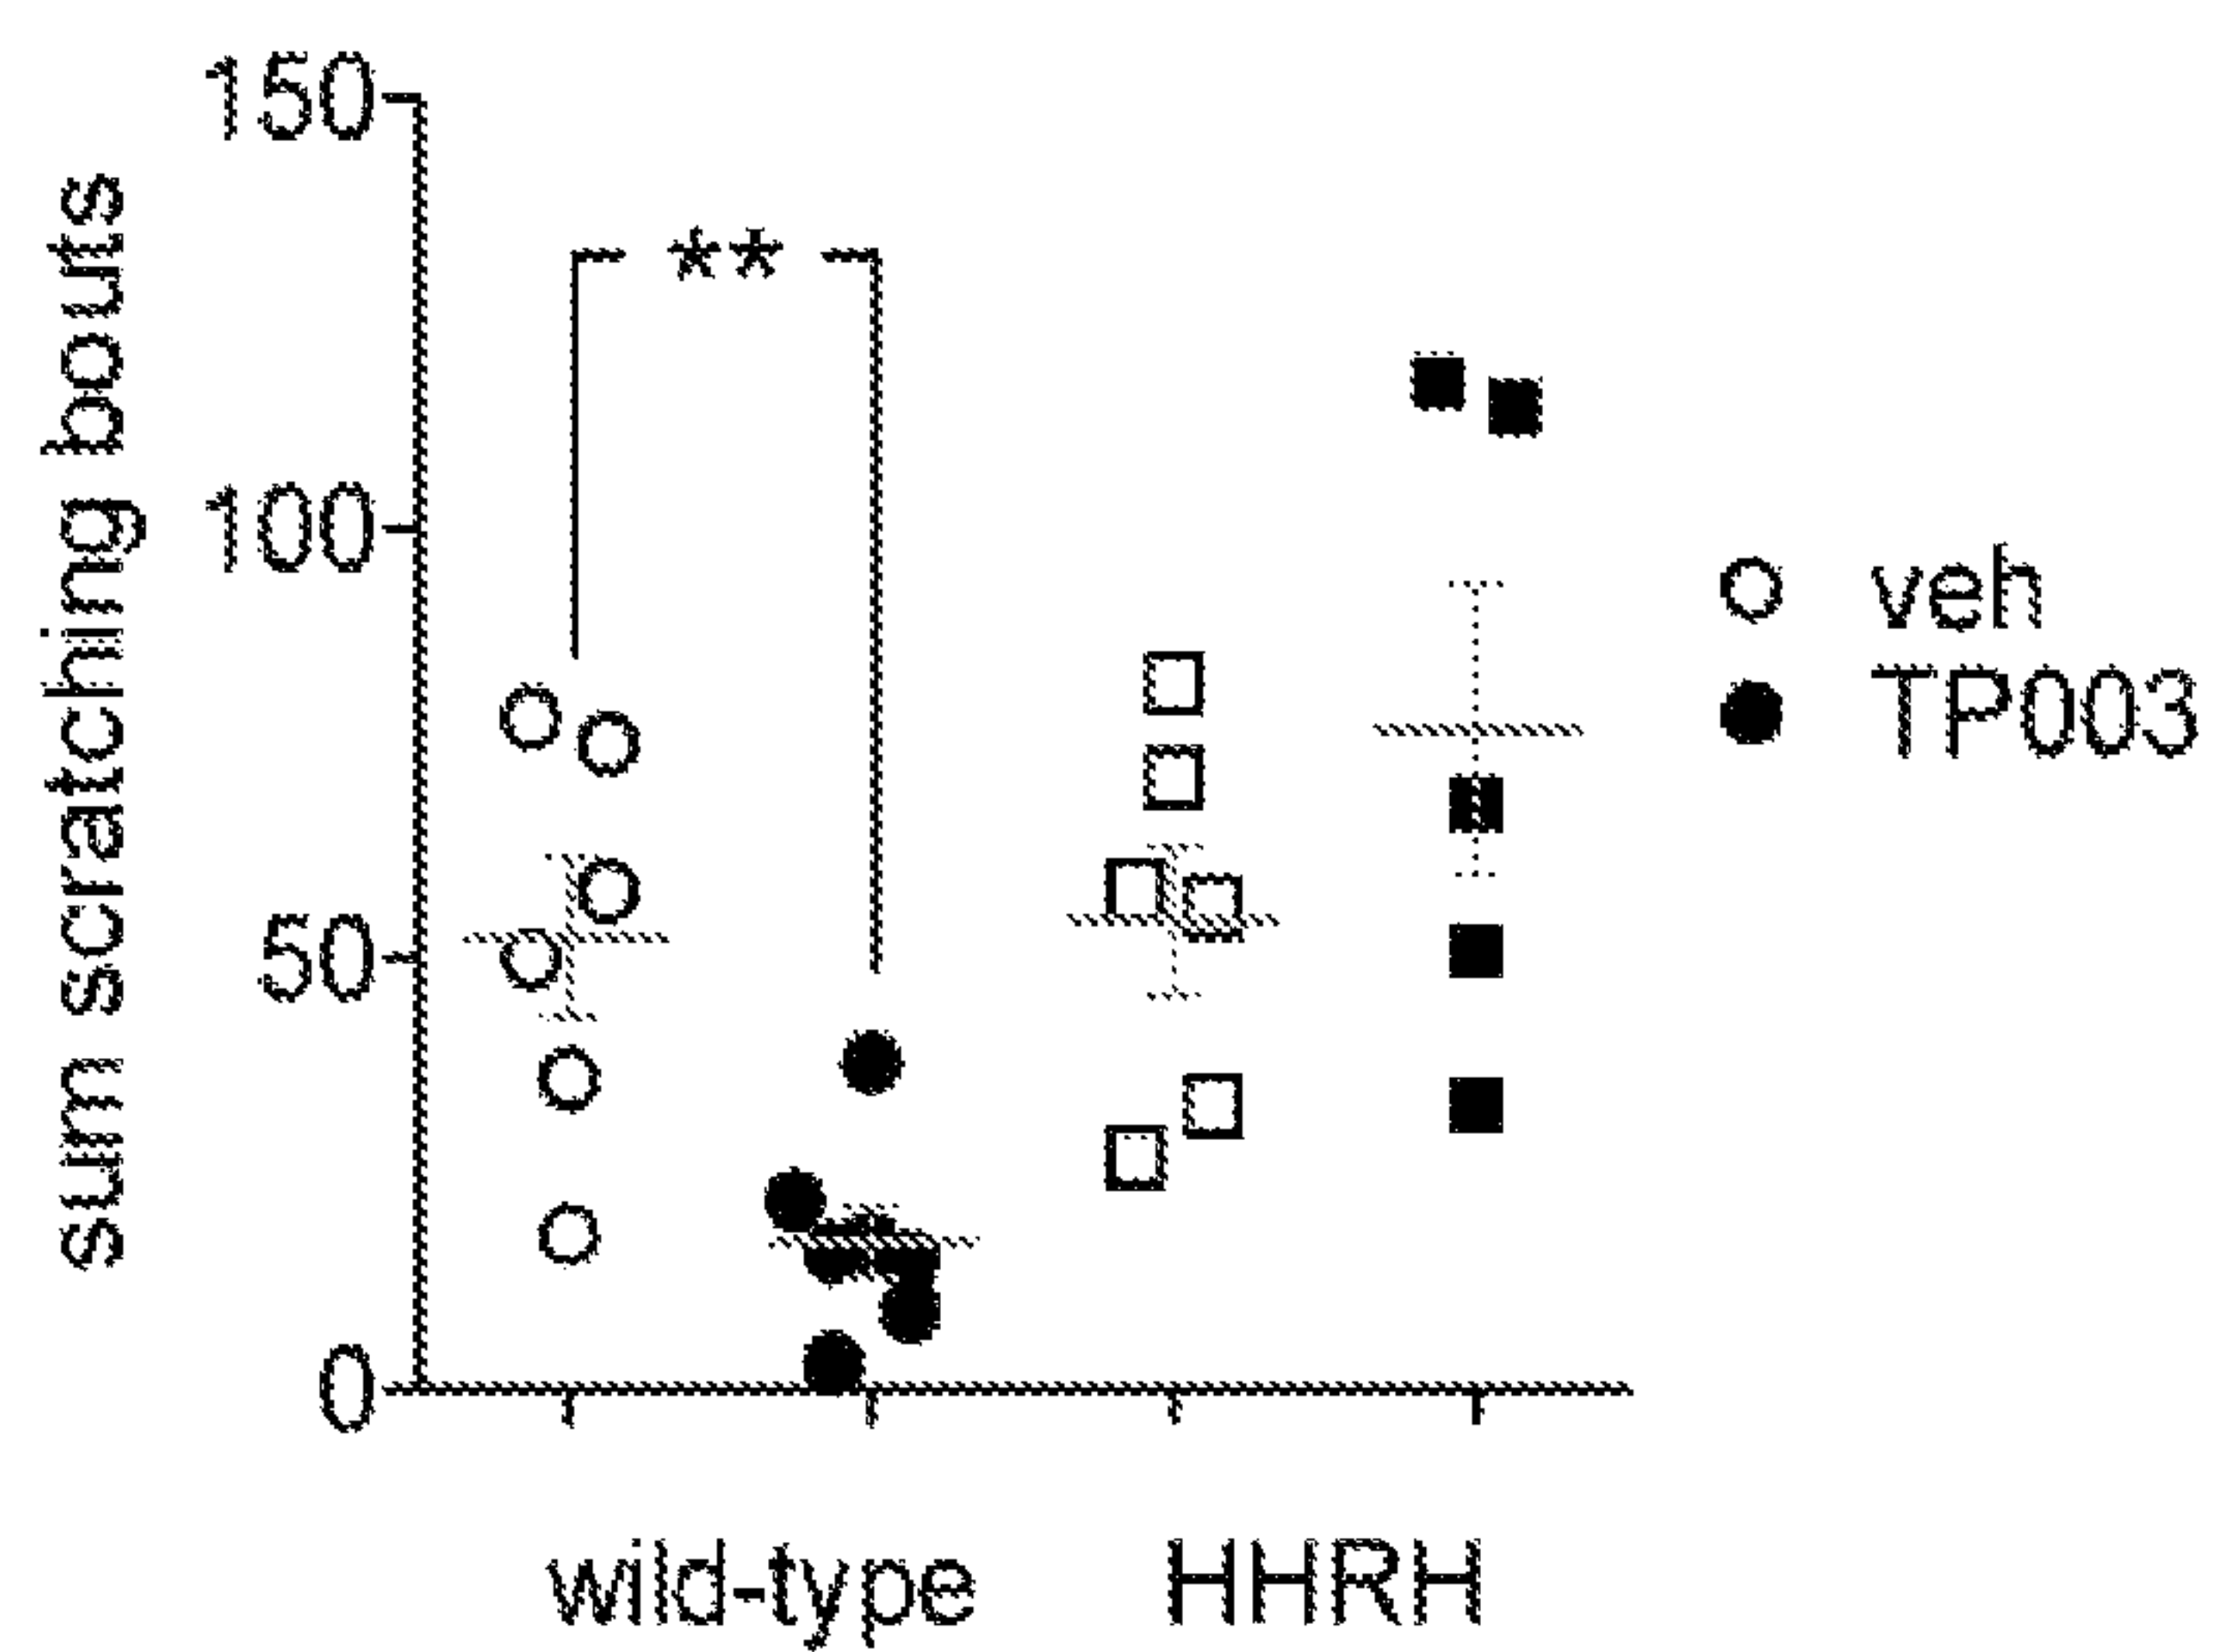 sum scratching bouts
150
100
50
0
**
veh
TP003
wild-type HHRH